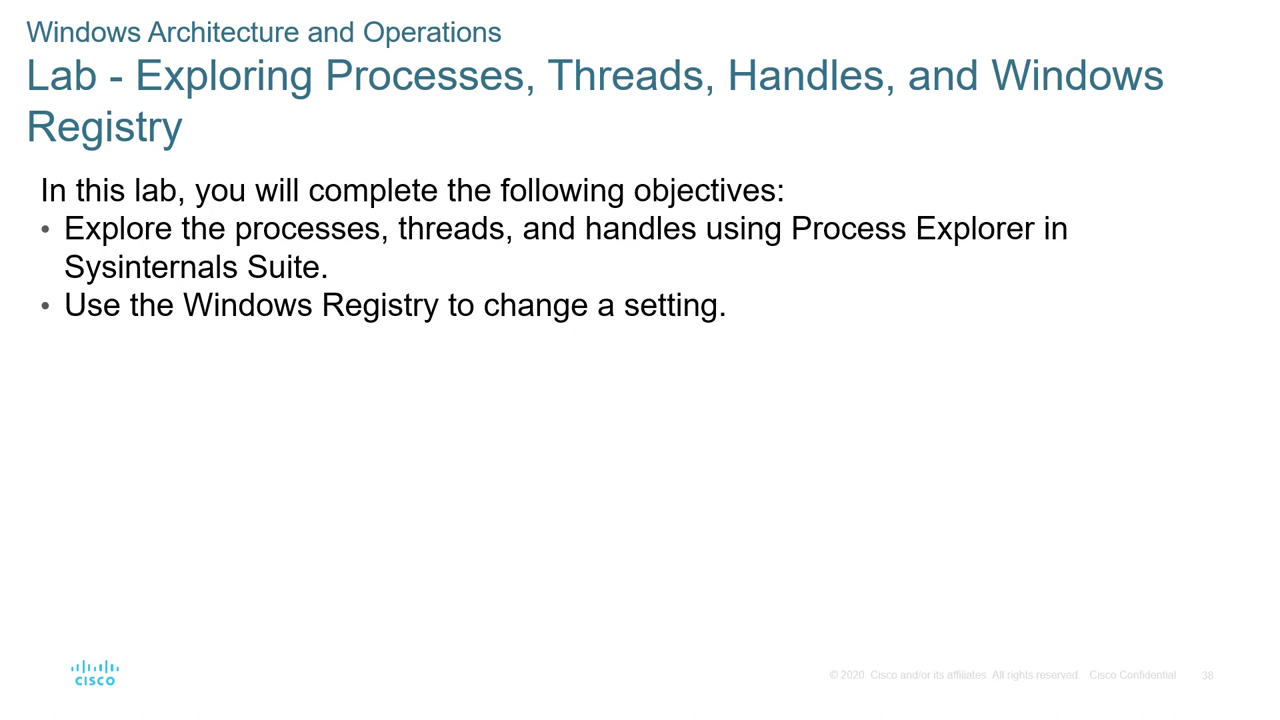 Windows Architecture and Operations
Lab - Exploring Processes, Threads, Handles, and Windows
Registry
In this lab, you will complete the following objectives:
• Explore the processes, threads, and handles using Process Explorer in
Sysinternals Suite.
• Use the Windows Registry to change a setting.
CISCO
© 2020 Cisco and/or its affiliates. All rights reserved. Cisco Confidential 38